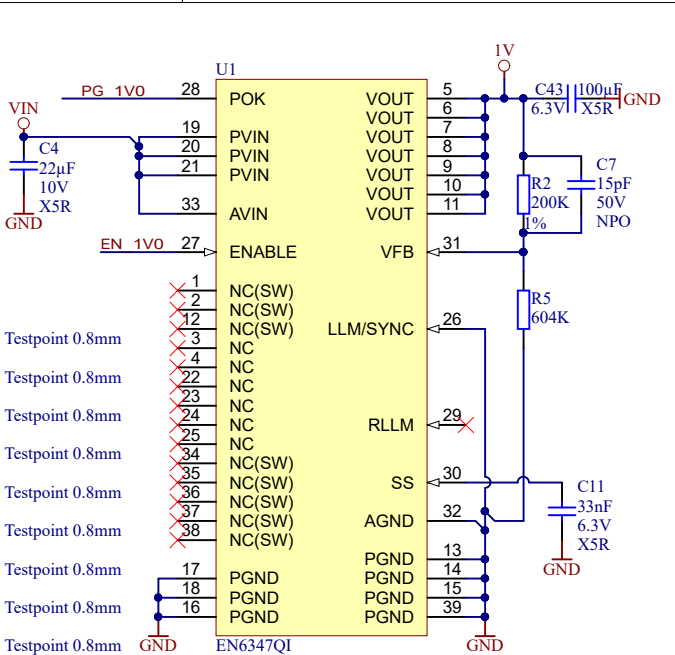 1V
U1
PG_1V0
28
POK
VOUT
5
C43
100µF
6.3V
X5R
GND
VOUT
6
VIN
19
PVIN
VOUT
7
C4
22µF
10V
X5R
GND
20
PVIN
VOUT
8
21
PVIN
VOUT
9
VOUT
10
33
AVIN
VOUT
11
R2
200K
1%
C7
15pF
50V
NPO
EN_1V0
27
ENABLE
VFB
31
1
NC(SW)
2
NC(SW)
R5
604K
12
NC(SW)
LLM/SYNC
26
Testpoint 0.8mm
3
NC
4
NC
Testpoint 0.8mm
22
NC
23
NC
Testpoint 0.8mm
24
NC
RLLM
29
25
NC
Testpoint 0.8mm
34
NC(SW)
35
NC(SW)
SS
30
C11
33nF
6.3V
X5R
GND
Testpoint 0.8mm
36
NC(SW)
37
NC(SW)
AGND
32
Testpoint 0.8mm
38
NC(SW)
PGND
13
Testpoint 0.8mm
17
PGND
PGND
14
18
PGND
PGND
15
Testpoint 0.8mm
16
PGND
PGND
39
Testpoint 0.8mm
GND
EN6347QI
GND